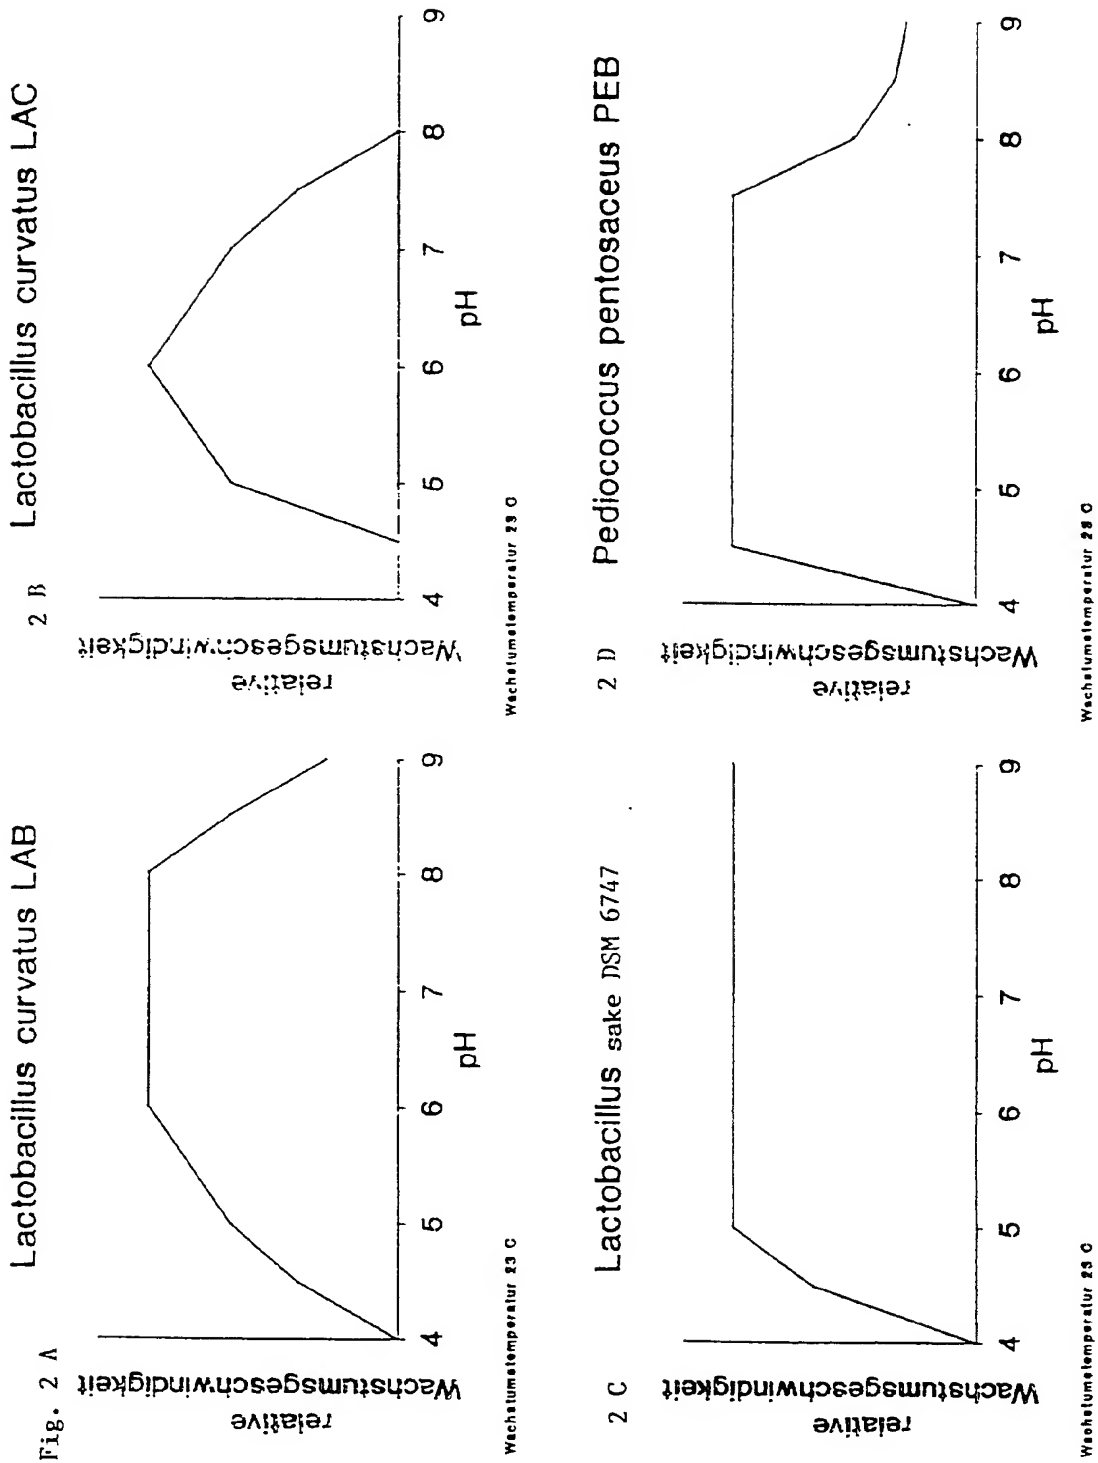 Fig. 2 A
Lactobacillus curvatus LAB
relative
Wachstumsgeschwindigkeit
4 5 6 7 8 9
pH
Wachstumstemperatur 23 C
2 B
Lactobacillus curvatus LAC
relative
Wachstumsgeschwindigkeit
4 5 6 7 8 9
pH
Wachstumstemperatur 23 C
2 C
Lactobacillus sake DSM 6747
relative
Wachstumsgeschwindigkeit
4 5 6 7 8 9
pH
Wachstumstemperatur 23 C
2 D
Pediococcus pentosaceus PEB
relative
Wachstumsgeschwindigkeit
4 5 6 7 8 9
pH
Wachstumstemperatur 23 C